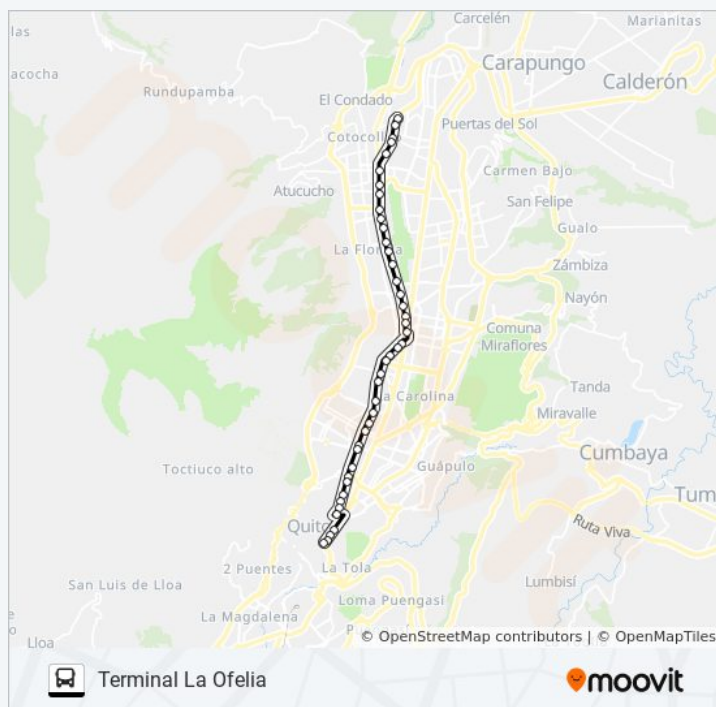 Carcelén
Marianitas
las
Carapungo
acocha
Calderón
Rundupamba
El Condado
Puertas del Sol
Cotocollao
Carmen Bajo
Atucucho
San Felipe
Gualo
La Florida
Zámbiza
Nayón
Comuna
Miraflores
Tanda
La Carolina
Miravalle
Cumbaya
Toctiuco alto
Guápulo
Tum
Quito
Ruta Viva
2 Puentes
La Tola
San Luis de Lloa
Lumbisí
Loma Puengasí
La Magdalena
Lloa
© OpenStreetMap contributors | © OpenMapTiles
Terminal La Ofelia
moovit